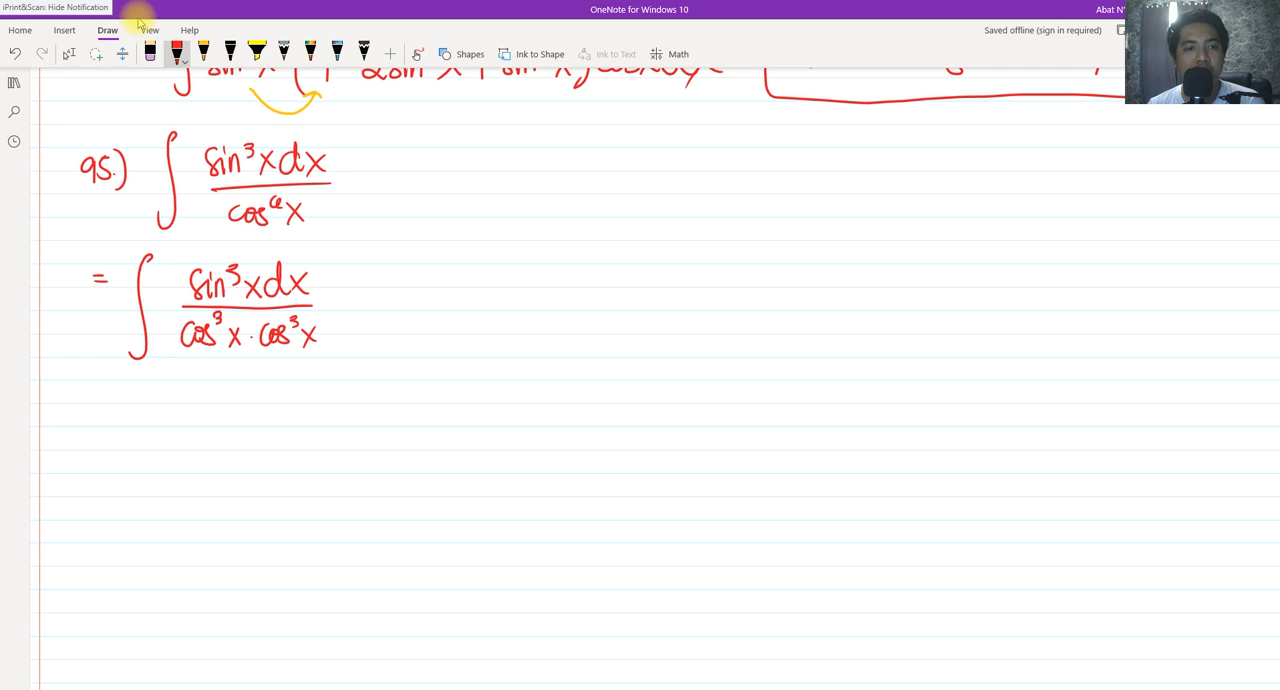 iPrint&Scan: Hide Notification
OneNote for Windows 10
Abat N'
Home Insert Draw View Help
Saved offline (sign in required)
Shapes Ink to Shape Ink to Text Math
95.) ∫ sin³x dx
cos⁶x
= ∫ sin³x dx
cos³x · cos³x